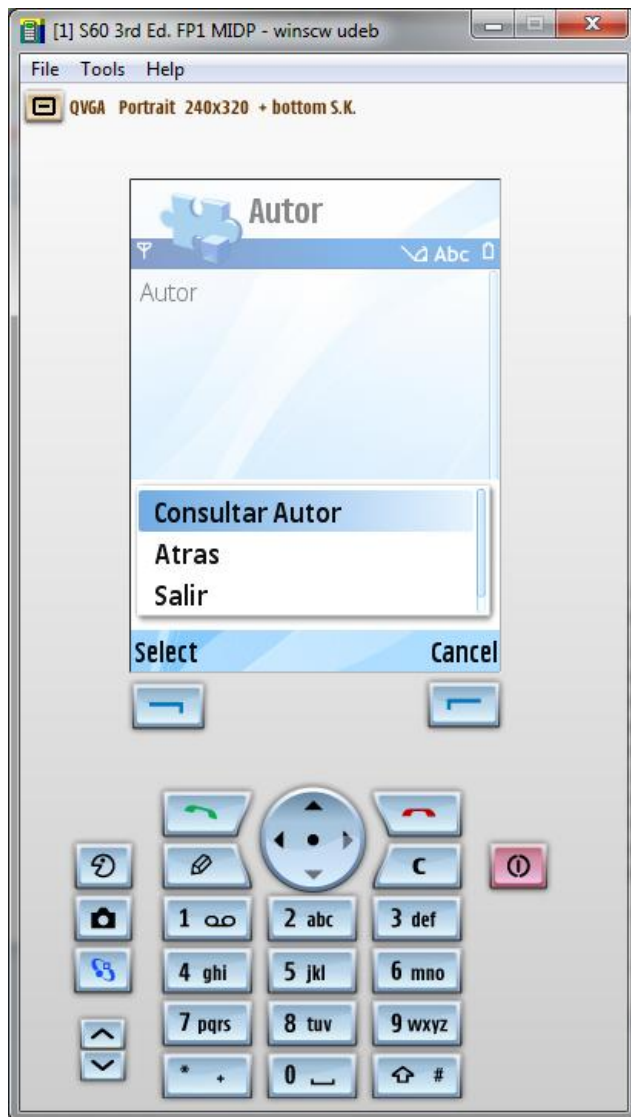 [1] S60 3rd Ed. FP1 MIDP - winscw udeb
File Tools Help
QVGA Portrait 240x320 + bottom S.K.
Autor
Abc
Autor
Consultar Autor
Atras
Salir
Select Cancel
C
1 2 abc 3 def
4 ghi 5 jkl 6 mno
7 pqrs 8 tuv 9 wxyz
* + 0 #